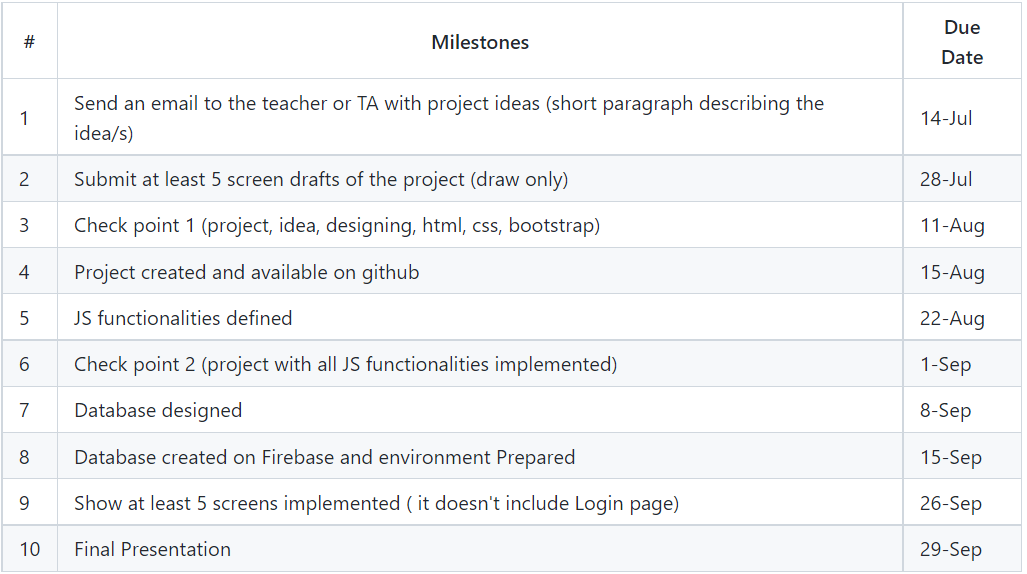 # Milestones Due
Date
1 Send an email to the teacher or TA with project ideas (short paragraph describing the
idea/s) 14-Jul
2 Submit at least 5 screen drafts of the project (draw only) 28-Jul
3 Check point 1 (project, idea, designing, html, css, bootstrap) 11-Aug
4 Project created and available on github 15-Aug
5 JS functionalities defined 22-Aug
6 Check point 2 (project with all JS functionalities implemented) 1-Sep
7 Database designed 8-Sep
8 Database created on Firebase and environment Prepared 15-Sep
9 Show at least 5 screens implemented ( it doesn't include Login page) 26-Sep
10 Final Presentation 29-Sep